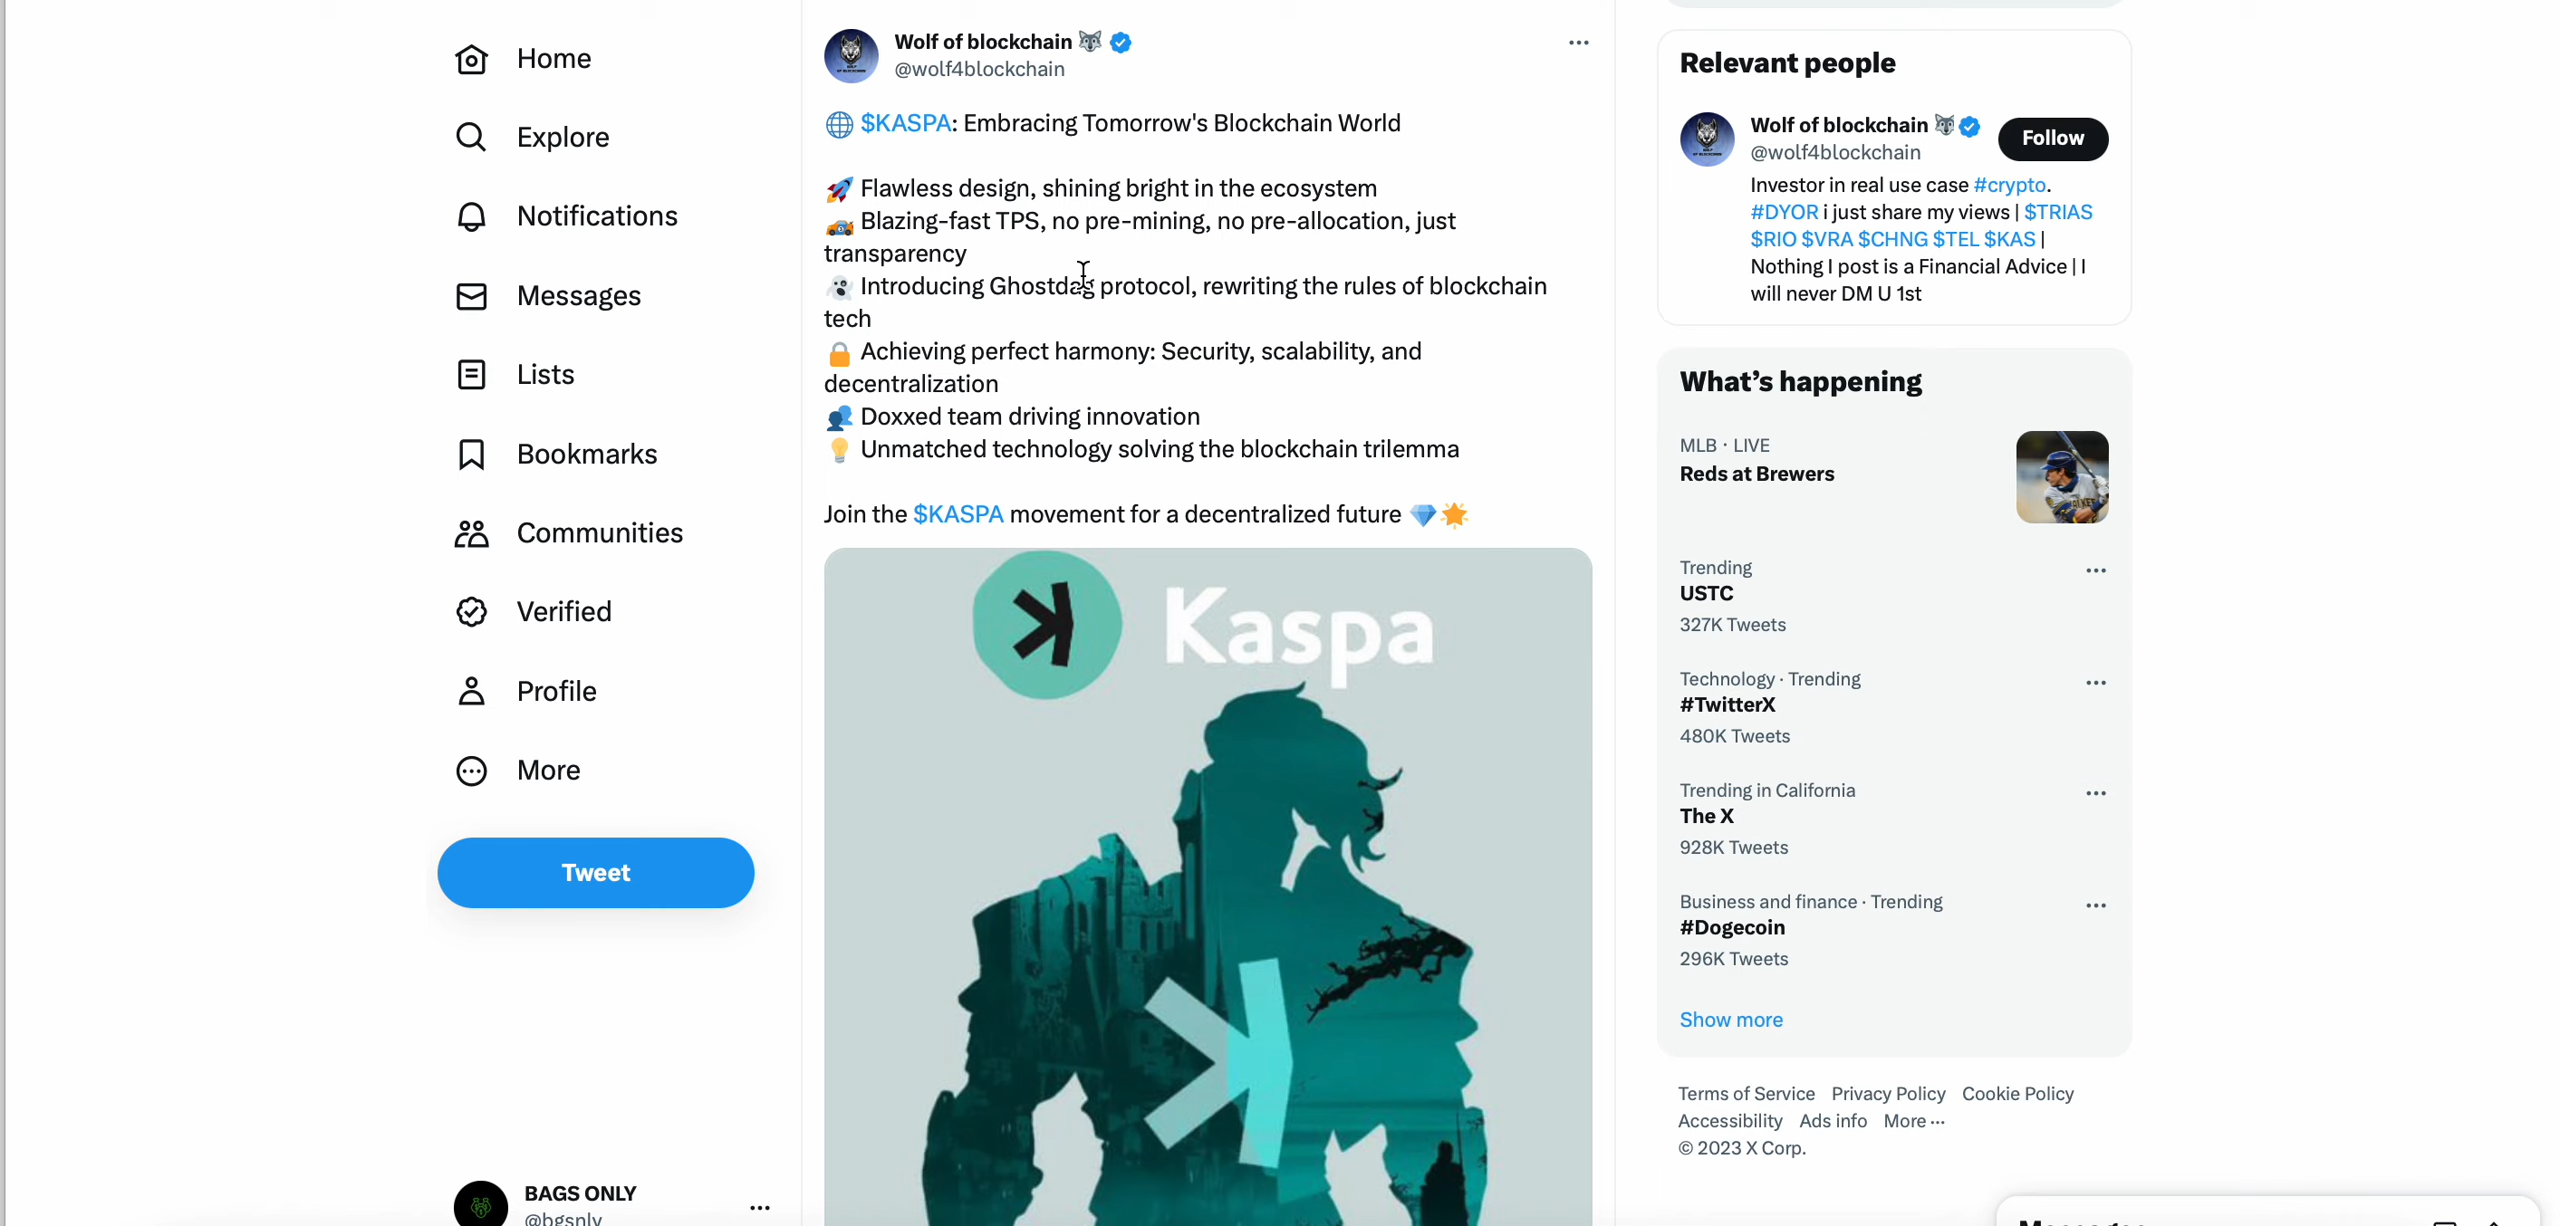 Home
Explore
Notifications
Messages
Lists
Bookmarks
Communities
Verified
Profile
More
Tweet
BAGS ONLY
@bgsnly
Wolf of blockchain
@wolf4blockchain
$KASPA: Embracing Tomorrow's Blockchain World
🚀 Flawless design, shining bright in the ecosystem
Blazing-fast TPS, no pre-mining, no pre-allocation, just
transparency
Introducing Ghostdag protocol, rewriting the rules of blockchain
tech
🔒 Achieving perfect harmony: Security, scalability, and
decentralization
👥 Doxxed team driving innovation
💡 Unmatched technology solving the blockchain trilemma
Join the $KASPA movement for a decentralized future 💎🌟
Kaspa
Relevant people
Wolf of blockchain
@wolf4blockchain
Follow
Investor in real use case #crypto.
#DYOR i just share my views | $TRIAS
$RIO $VRA $CHNG $TEL $KAS |
Nothing I post is a Financial Advice | I
will never DM U 1st
What's happening
MLB · LIVE
Reds at Brewers
Trending
USTC
327K Tweets
Technology · Trending
#TwitterX
480K Tweets
Trending in California
The X
928K Tweets
Business and finance · Trending
#Dogecoin
296K Tweets
Show more
Terms of Service Privacy Policy Cookie Policy
Accessibility Ads info More ···
© 2023 X Corp.